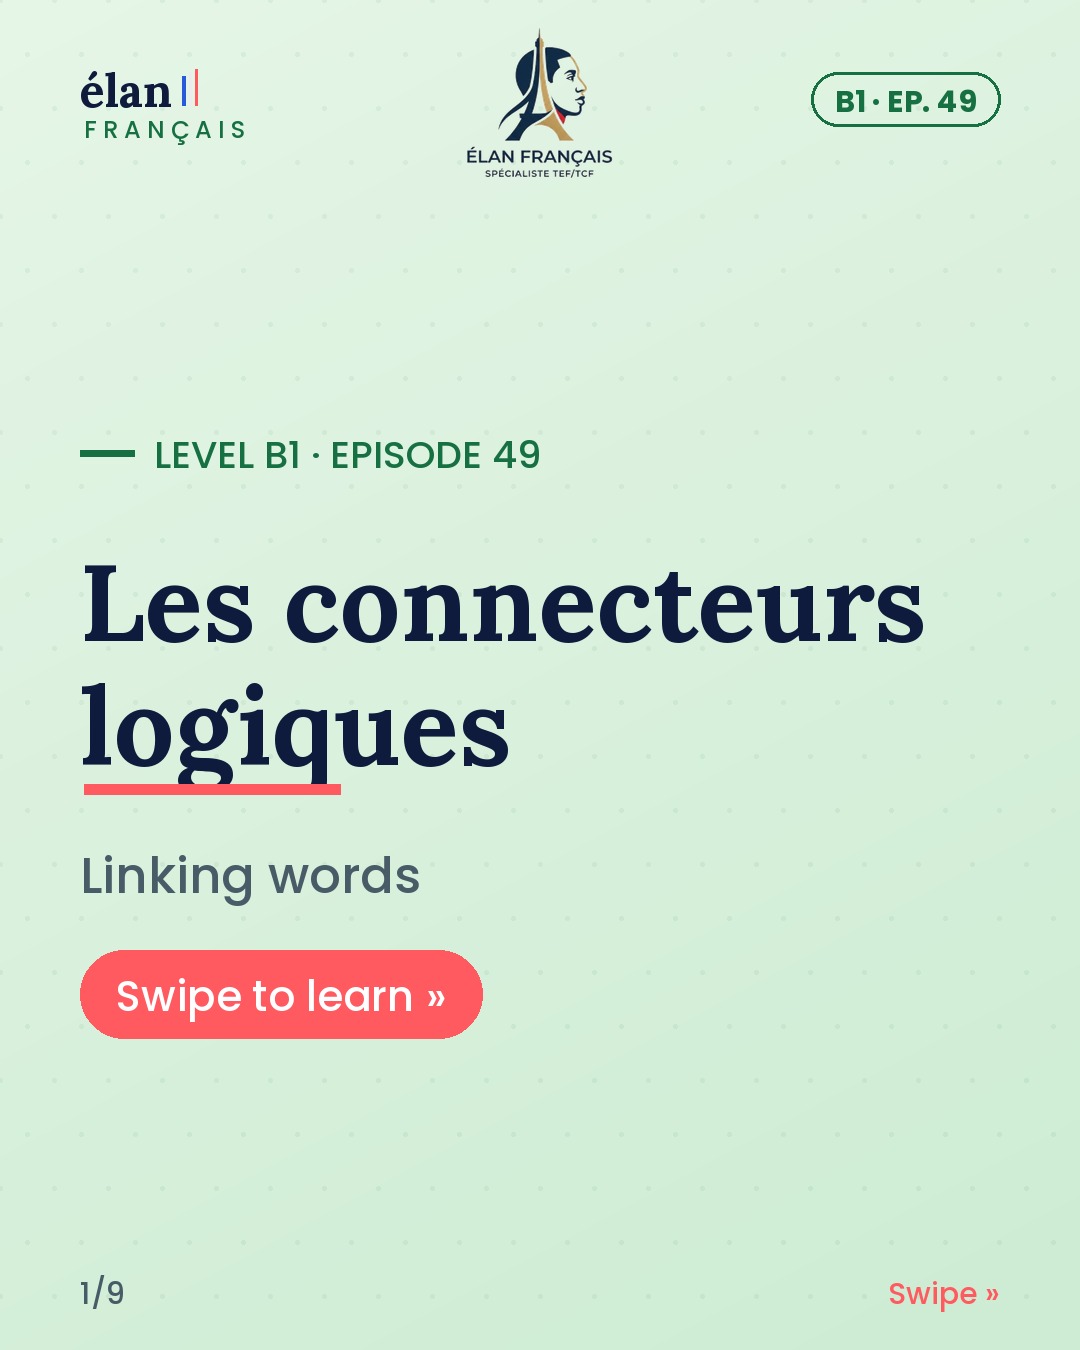 élan
FRANÇAIS
ÉLAN FRANÇAIS
SPÉCIALISTE TEF/TCF
B1 · EP. 49
LEVEL B1 · EPISODE 49
Les connecteurs
logiques
Linking words
Swipe to learn »
1/9
Swipe »